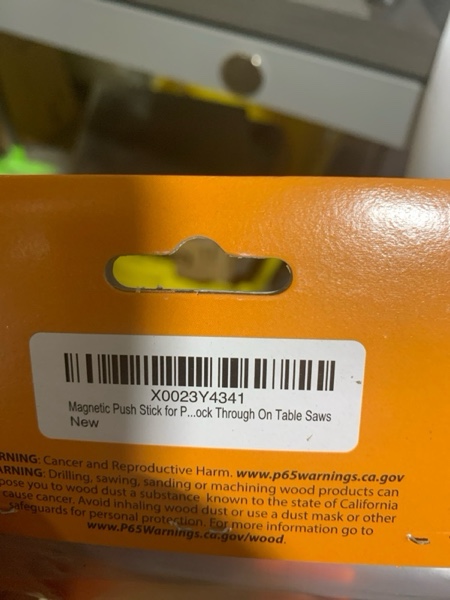 X0023Y4341
Magnetic Push Stick for P...ock Through On Table Saws
New
RNING: Cancer and Reproductive Harm. www.p65warnings.ca.gov
ARNING: Drilling, sawing, sanding or machining wood products can
pose you to wood dust a substance known to the state of California
cause cancer. Avoid inhaling wood dust or use a dust mask or other
safeguards for personal protection. For more information go to
www.P65Warnings.ca.gov/wood.